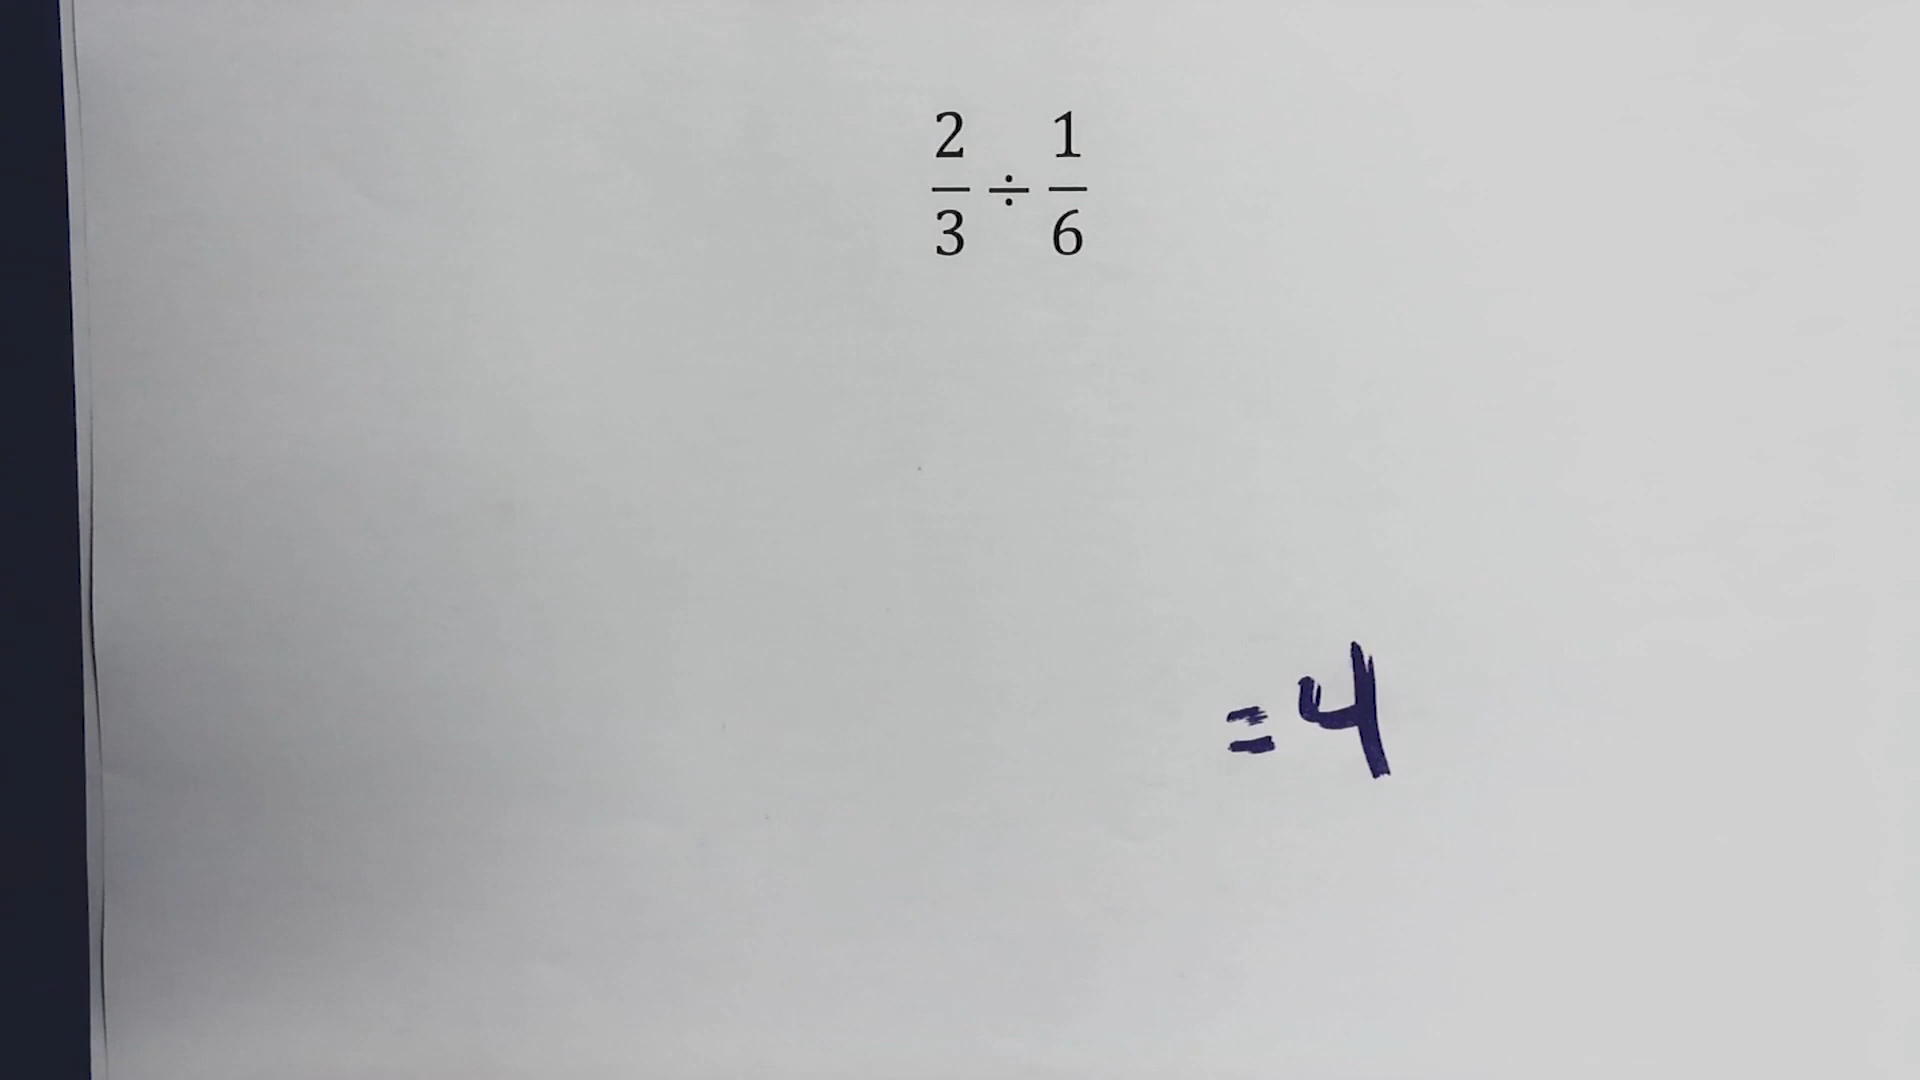 2/3 ÷ 1/6
= 4